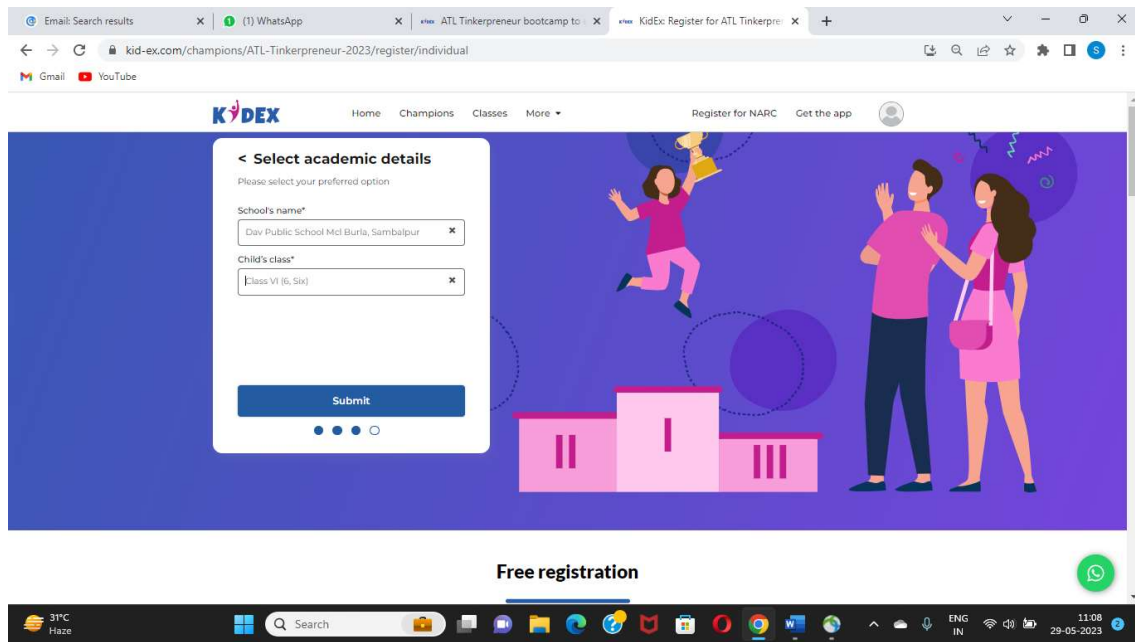 Email: Search results
(1) WhatsApp
ATL Tinkerpreneur bootcamp to
KidEx: Register for ATL Tinkerpre
kid-ex.com/champions/ATL-Tinkerpreneur-2023/register/individual
S
Gmail
YouTube
KIDEX
Home Champions Classes More
Register for NARC Get the app
< Select academic details
Please select your preferred option
School's name*
Dav Public School Mcl Burla, Sambalpur
Child's class*
Class VI (6, Six)
Submit
II I III
Free registration
31°C
Haze
Search
ENG
IN
11:08
29-05-2023
2